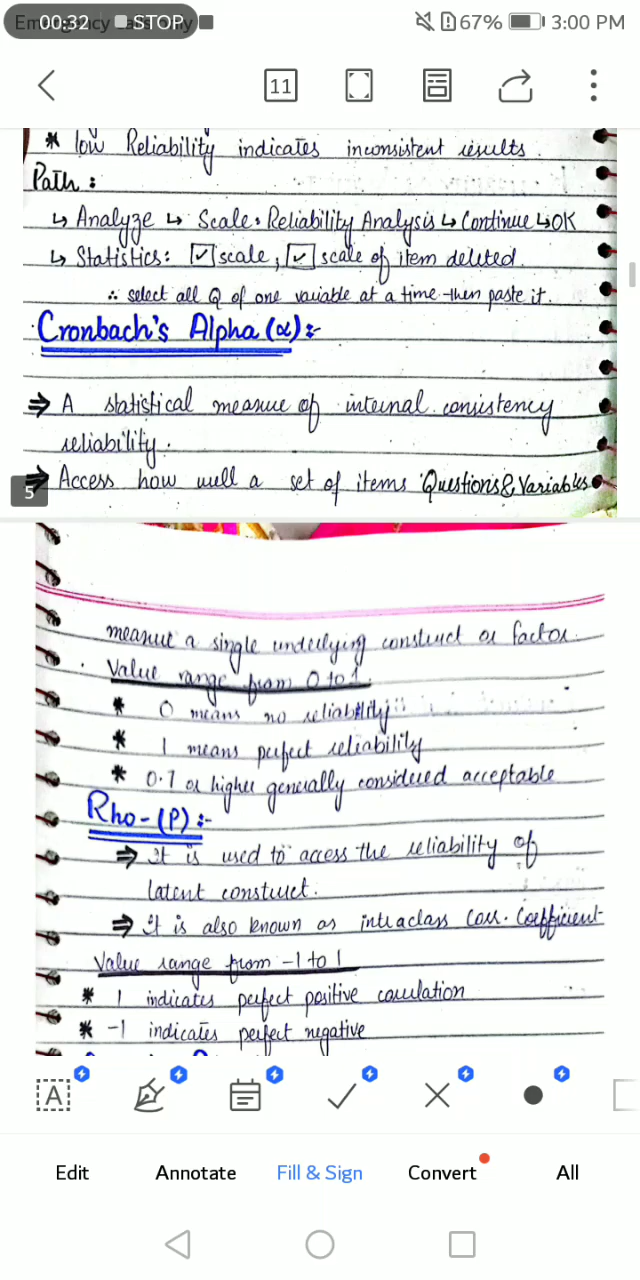 Emergency calls only
00:32 STOP
67% 3:00 PM
11
* low Reliability indicates inconsistent results.
Path :
↳ Analyze ↳ Scale : Reliability Analysis ↳ Continue ↳ OK
↳ Statistics : ☑ scale, ☑ scale of item deleted.
∴ select all Q of one variable at a time then paste it.
Cronbach's Alpha (α) :-
⇒ A statistical measure of internal consistency
reliability.
⇒ Access how well a set of items Questions & Variables
5
measure a single underlying construct or factor.
Value range from 0 to 1.
* 0 means no reliability
* 1 means perfect reliability
* 0.7 or higher generally considered acceptable
Rho-(P) :-
⇒ It is used to access the reliability of
latent construct.
⇒ It is also known as intraclass Corr. Coefficient
Value range from -1 to 1
* 1 indicates perfect positive correlation
* -1 indicates perfect negative
A
Edit Annotate Fill & Sign Convert All